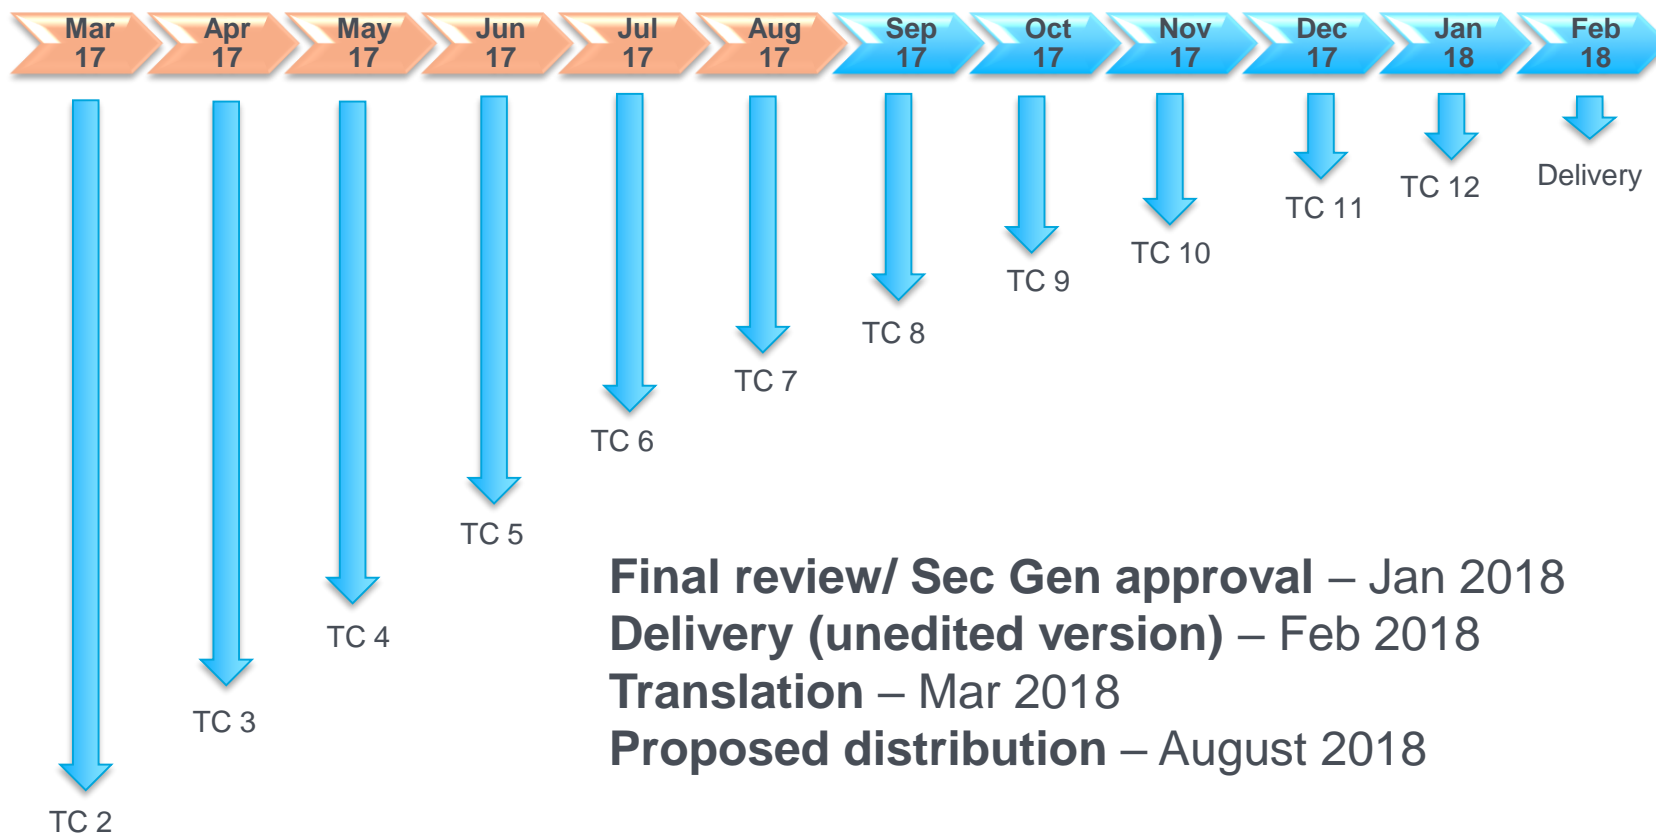 Mar
17
Apr
17
May
17
Jun
17
Jul
17
Aug
17
Sep
17
Oct
17
Nov
17
Dec
17
Jan
18
Feb
18
Delivery
TC 12
TC 11
TC 10
TC 9
TC 8
TC 7
TC 6
TC 5
TC 4
TC 3
TC 2
Final review/ Sec Gen approval – Jan 2018
Delivery (unedited version) – Feb 2018
Translation – Mar 2018
Proposed distribution – August 2018